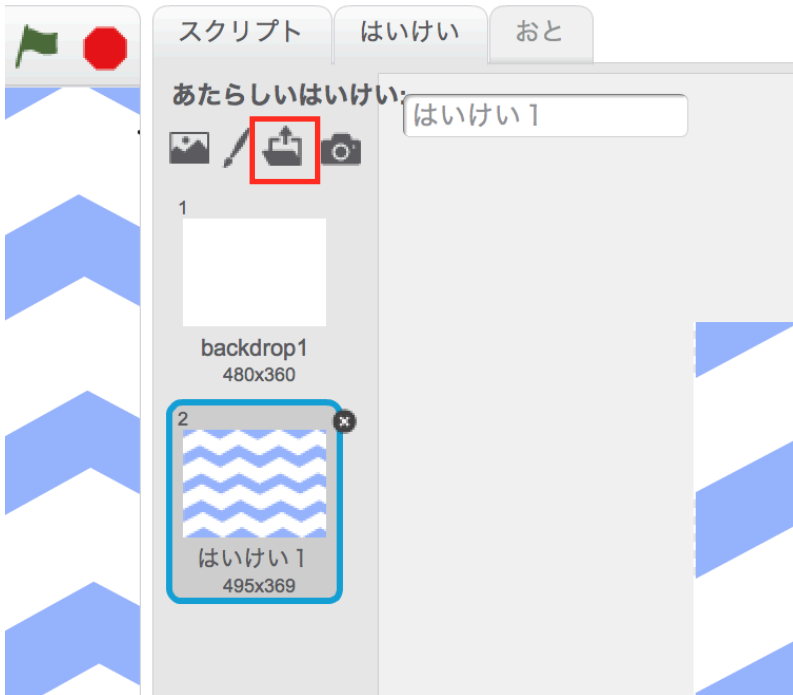 スクリプト
はいけい
おと
あたらしいはいけい:
はいけい1
1
backdrop1
480x360
2
はいけい1
495x369